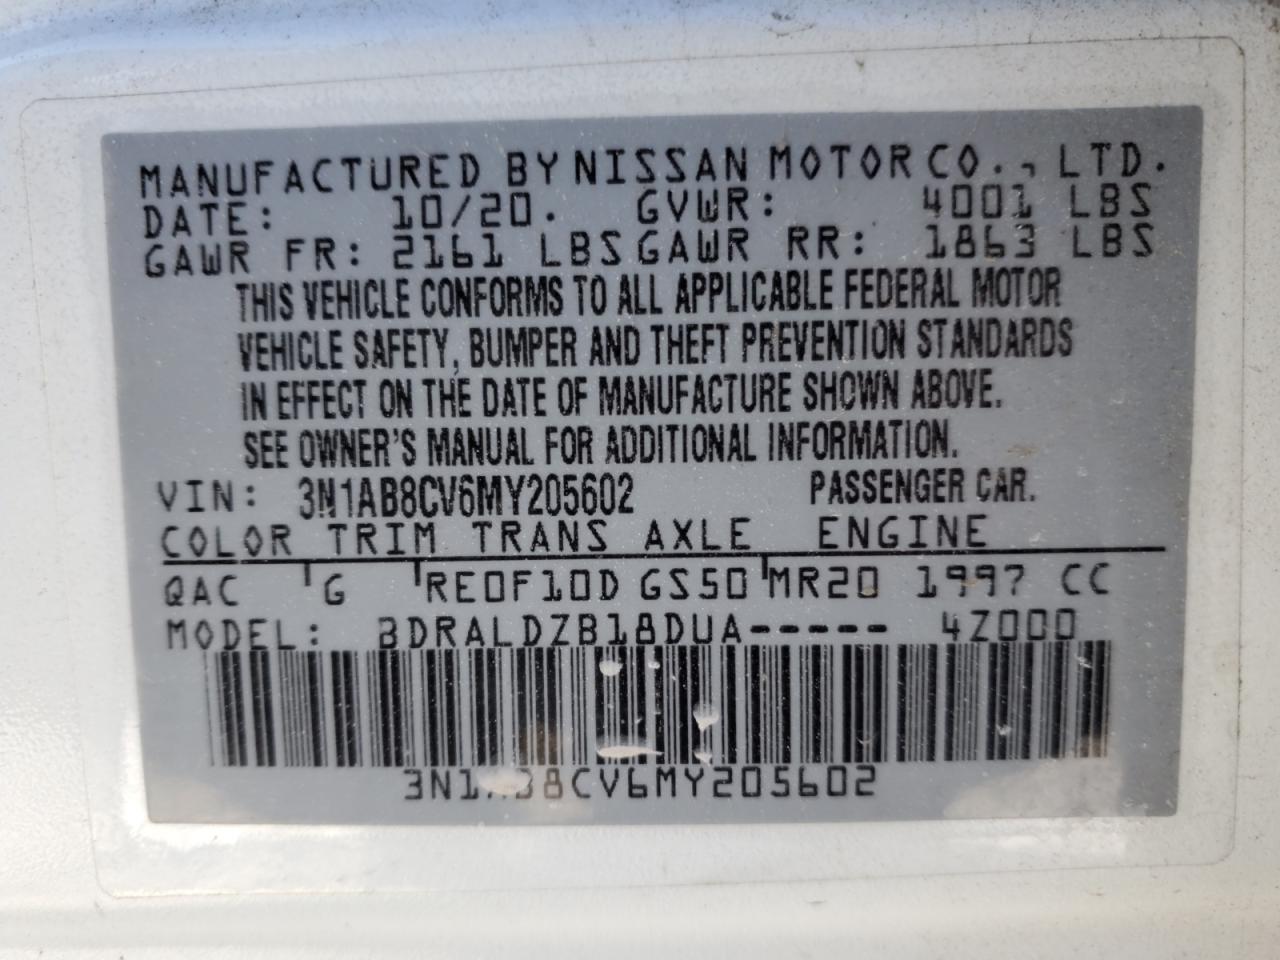 MANUFACTURED BY NISSAN MOTOR CO., LTD.
DATE: 10/20. GVWR: 4001 LBS
GAWR FR: 2161 LBS GAWR RR: 1863 LBS
THIS VEHICLE CONFORMS TO ALL APPLICABLE FEDERAL MOTOR
VEHICLE SAFETY, BUMPER AND THEFT PREVENTION STANDARDS
IN EFFECT ON THE DATE OF MANUFACTURE SHOWN ABOVE.
SEE OWNER'S MANUAL FOR ADDITIONAL INFORMATION.
VIN: 3N1AB8CV6MY205602 PASSENGER CAR.
COLOR TRIM TRANS AXLE ENGINE
QAC G RE0F10D GS50 MR20 1997 CC
MODEL: BDRALDZB18DUA----- 4Z000
3N1AB8CV6MY205602